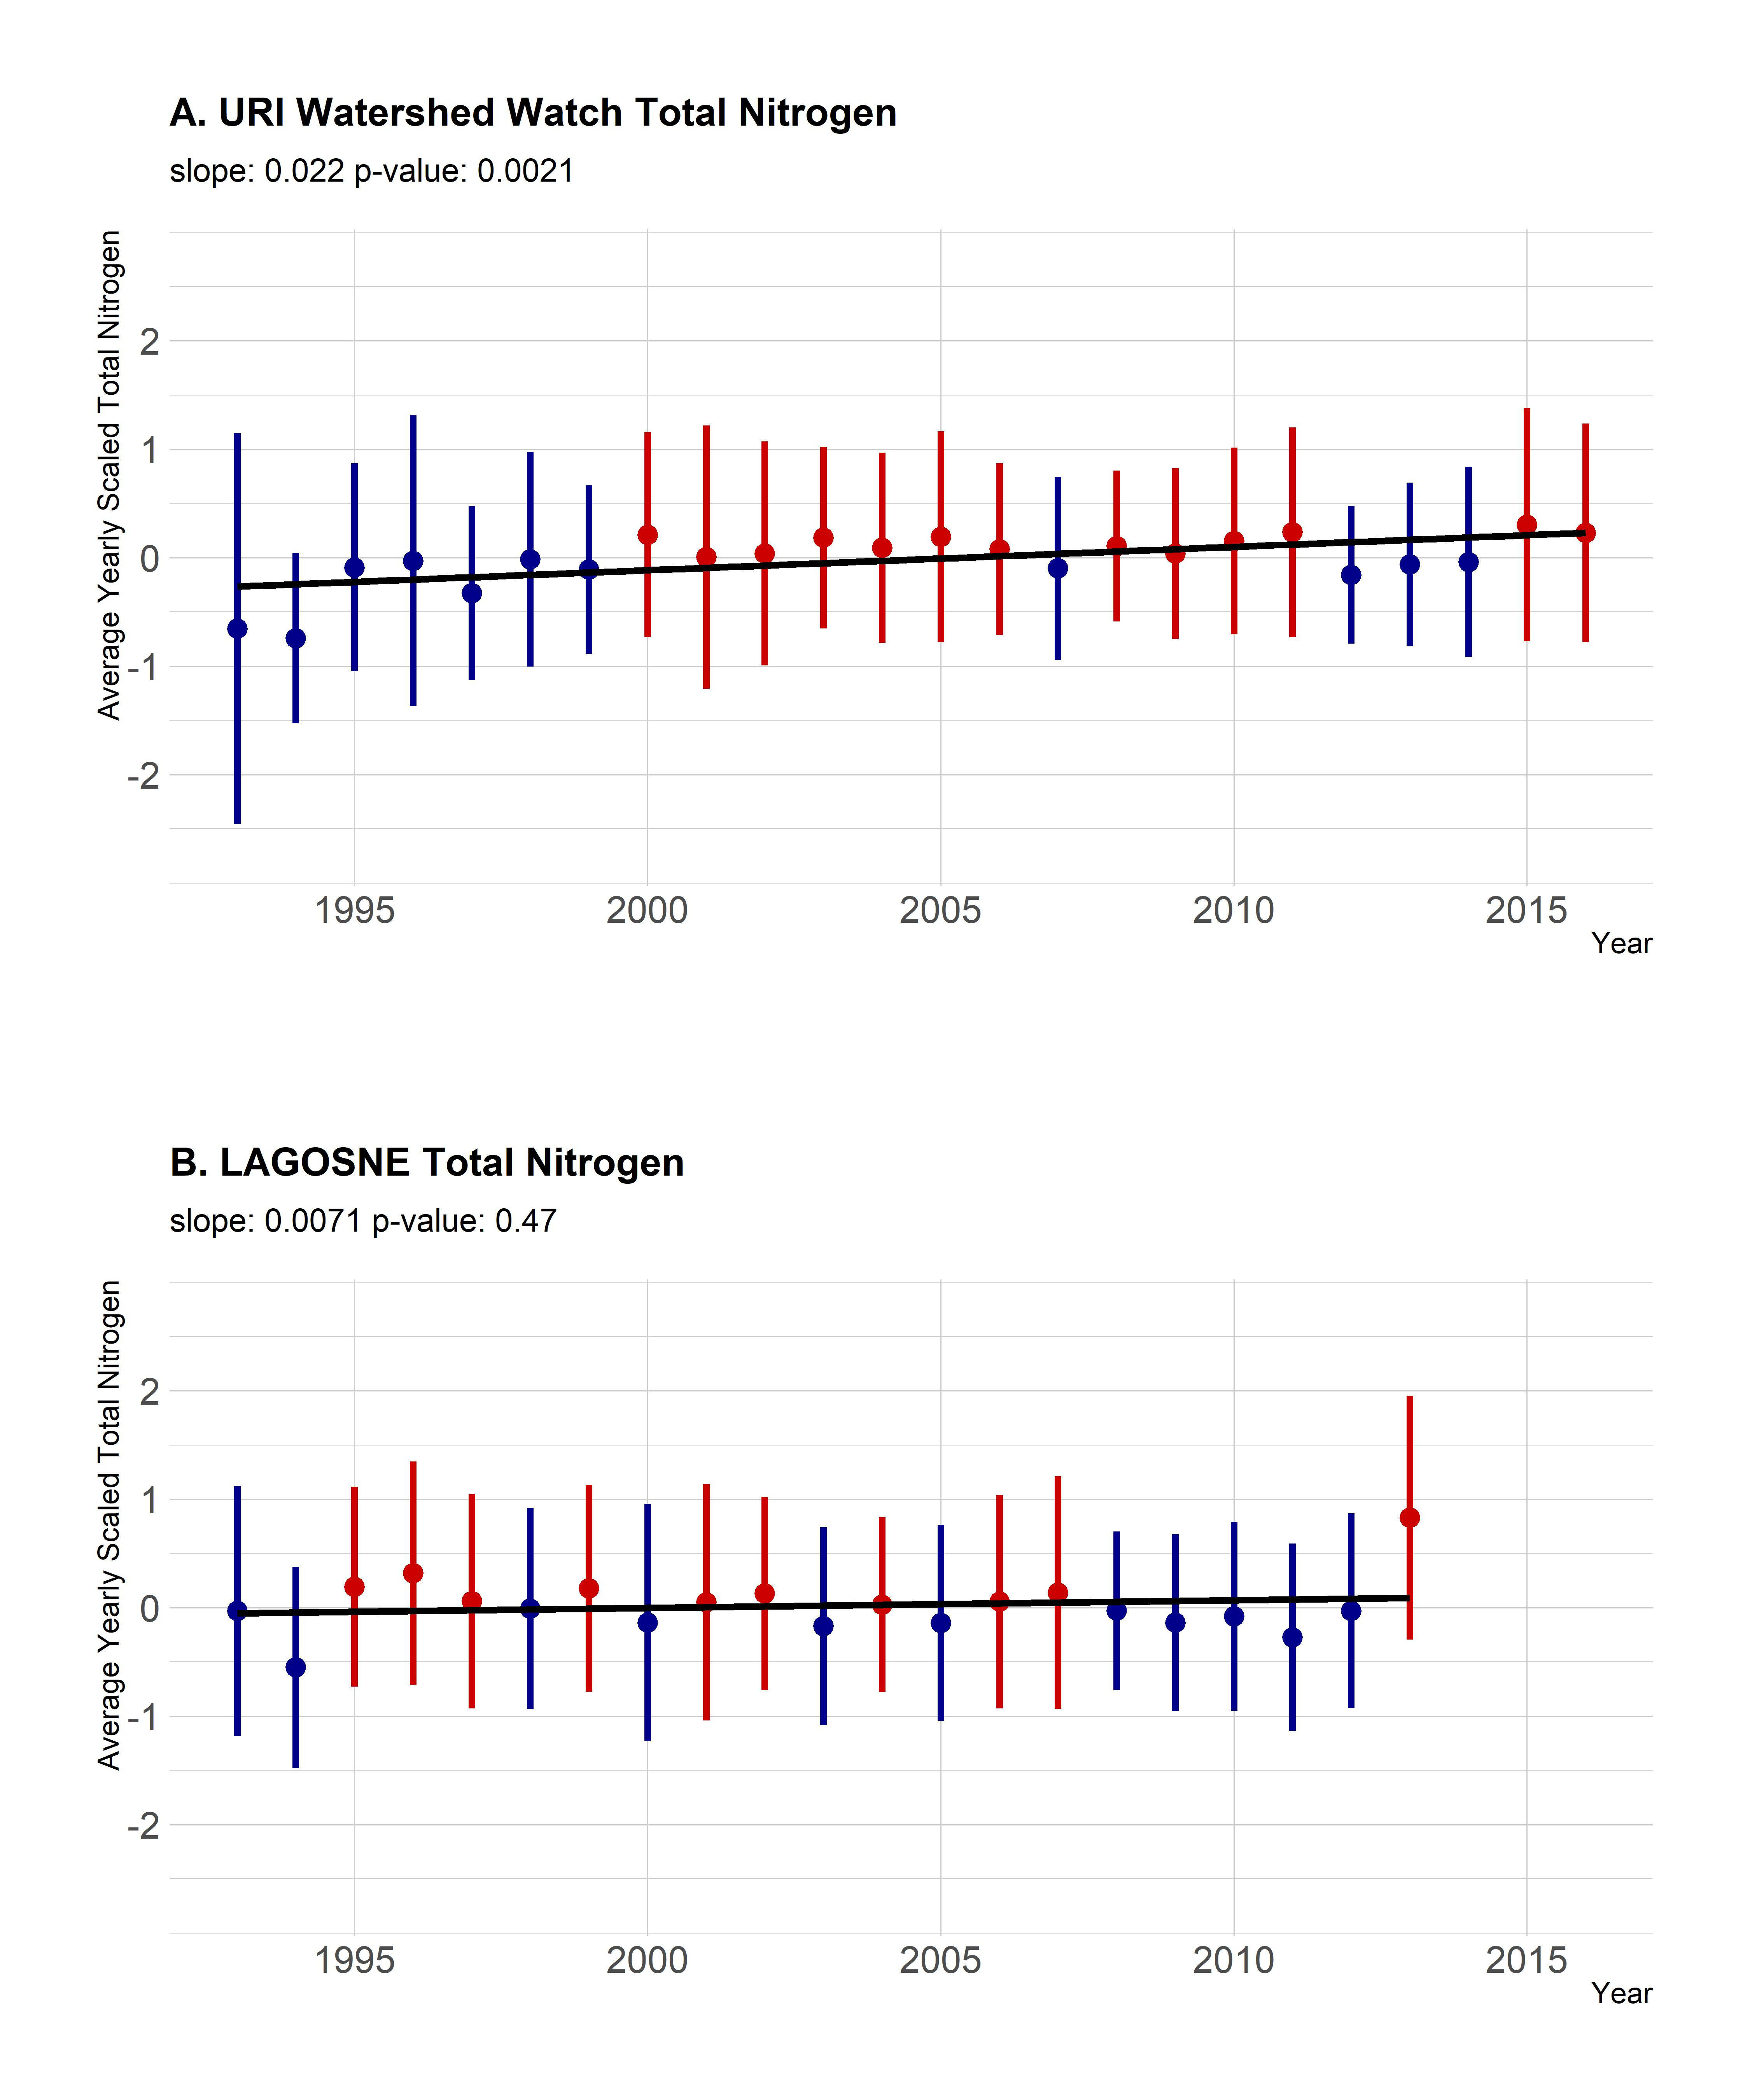 A. URI Watershed Watch Total Nitrogen
slope: 0.022 p-value: 0.0021
Average Yearly Scaled Total Nitrogen
2
1
0
-1
-2
1995 2000 2005 2010 2015
Year
B. LAGOSNE Total Nitrogen
slope: 0.0071 p-value: 0.47
Average Yearly Scaled Total Nitrogen
2
1
0
-1
-2
1995 2000 2005 2010 2015
Year